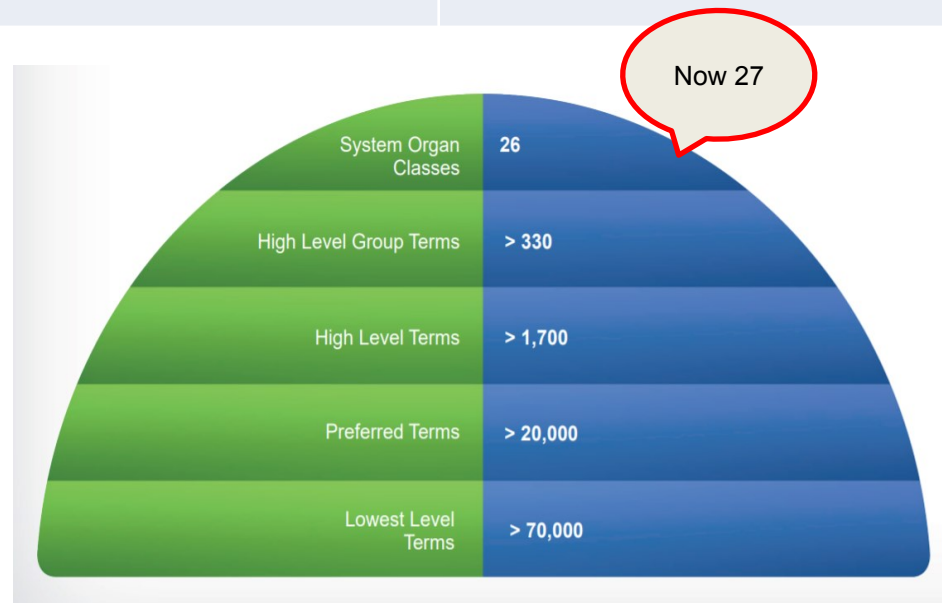 Now 27
System Organ
Classes
26
High Level Group Terms
> 330
High Level Terms
> 1,700
Preferred Terms
> 20,000
Lowest Level
Terms
> 70,000